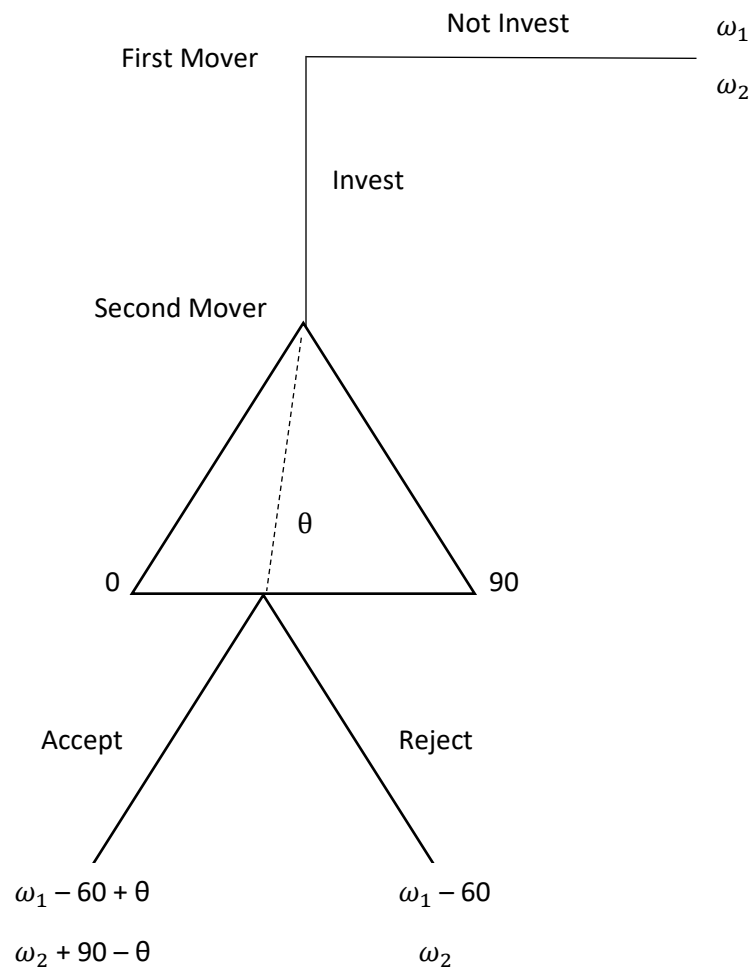 Not Invest
ω₁
First Mover
ω₂
Invest
Second Mover
θ
0
90
Accept
Reject
ω₁ – 60 + θ
ω₁ – 60
ω₂ + 90 – θ
ω₂